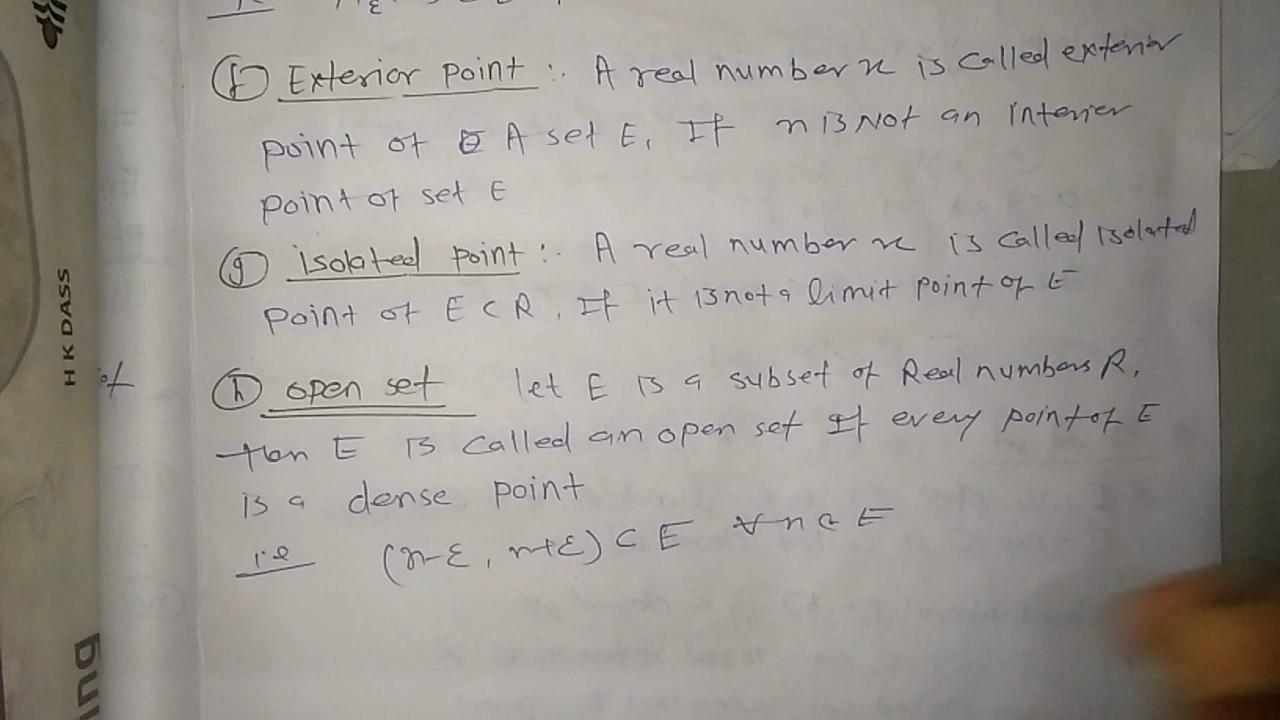 (f) Exterior point :. A real number x is called exterior
point of A set E, If x is Not an interior
point of set E
(g) isolated point :. A real number x is called isolated
point of E ⊂ R, If it is not a limit point of E
(h) open set let E is a subset of Real numbers R,
then E is called an open set If every point of E
is a dense point
i.e (x-ε, x+ε) ⊂ E ∀ x ∈ E
of
H K DASS